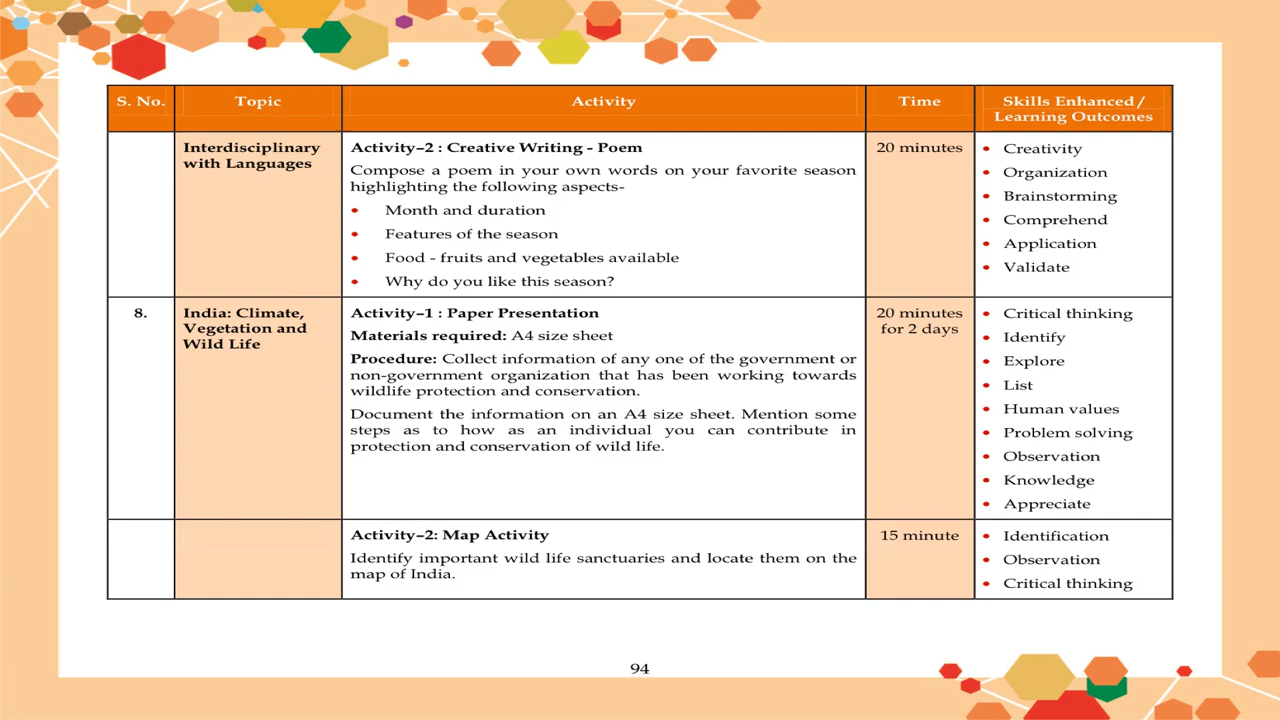 S. No.
Topic
Activity
Time
Skills Enhanced /
Learning Outcomes
Interdisciplinary
with Languages
Activity–2 : Creative Writing - Poem
Compose a poem in your own words on your favorite season
highlighting the following aspects-
• Month and duration
• Features of the season
• Food - fruits and vegetables available
• Why do you like this season?
20 minutes
• Creativity
• Organization
• Brainstorming
• Comprehend
• Application
• Validate
8.
India: Climate,
Vegetation and
Wild Life
Activity–1 : Paper Presentation
Materials required: A4 size sheet
Procedure: Collect information of any one of the government or
non-government organization that has been working towards
wildlife protection and conservation.
Document the information on an A4 size sheet. Mention some
steps as to how as an individual you can contribute in
protection and conservation of wild life.
20 minutes
for 2 days
• Critical thinking
• Identify
• Explore
• List
• Human values
• Problem solving
• Observation
• Knowledge
• Appreciate
Activity–2: Map Activity
Identify important wild life sanctuaries and locate them on the
map of India.
15 minute
• Identification
• Observation
• Critical thinking
94